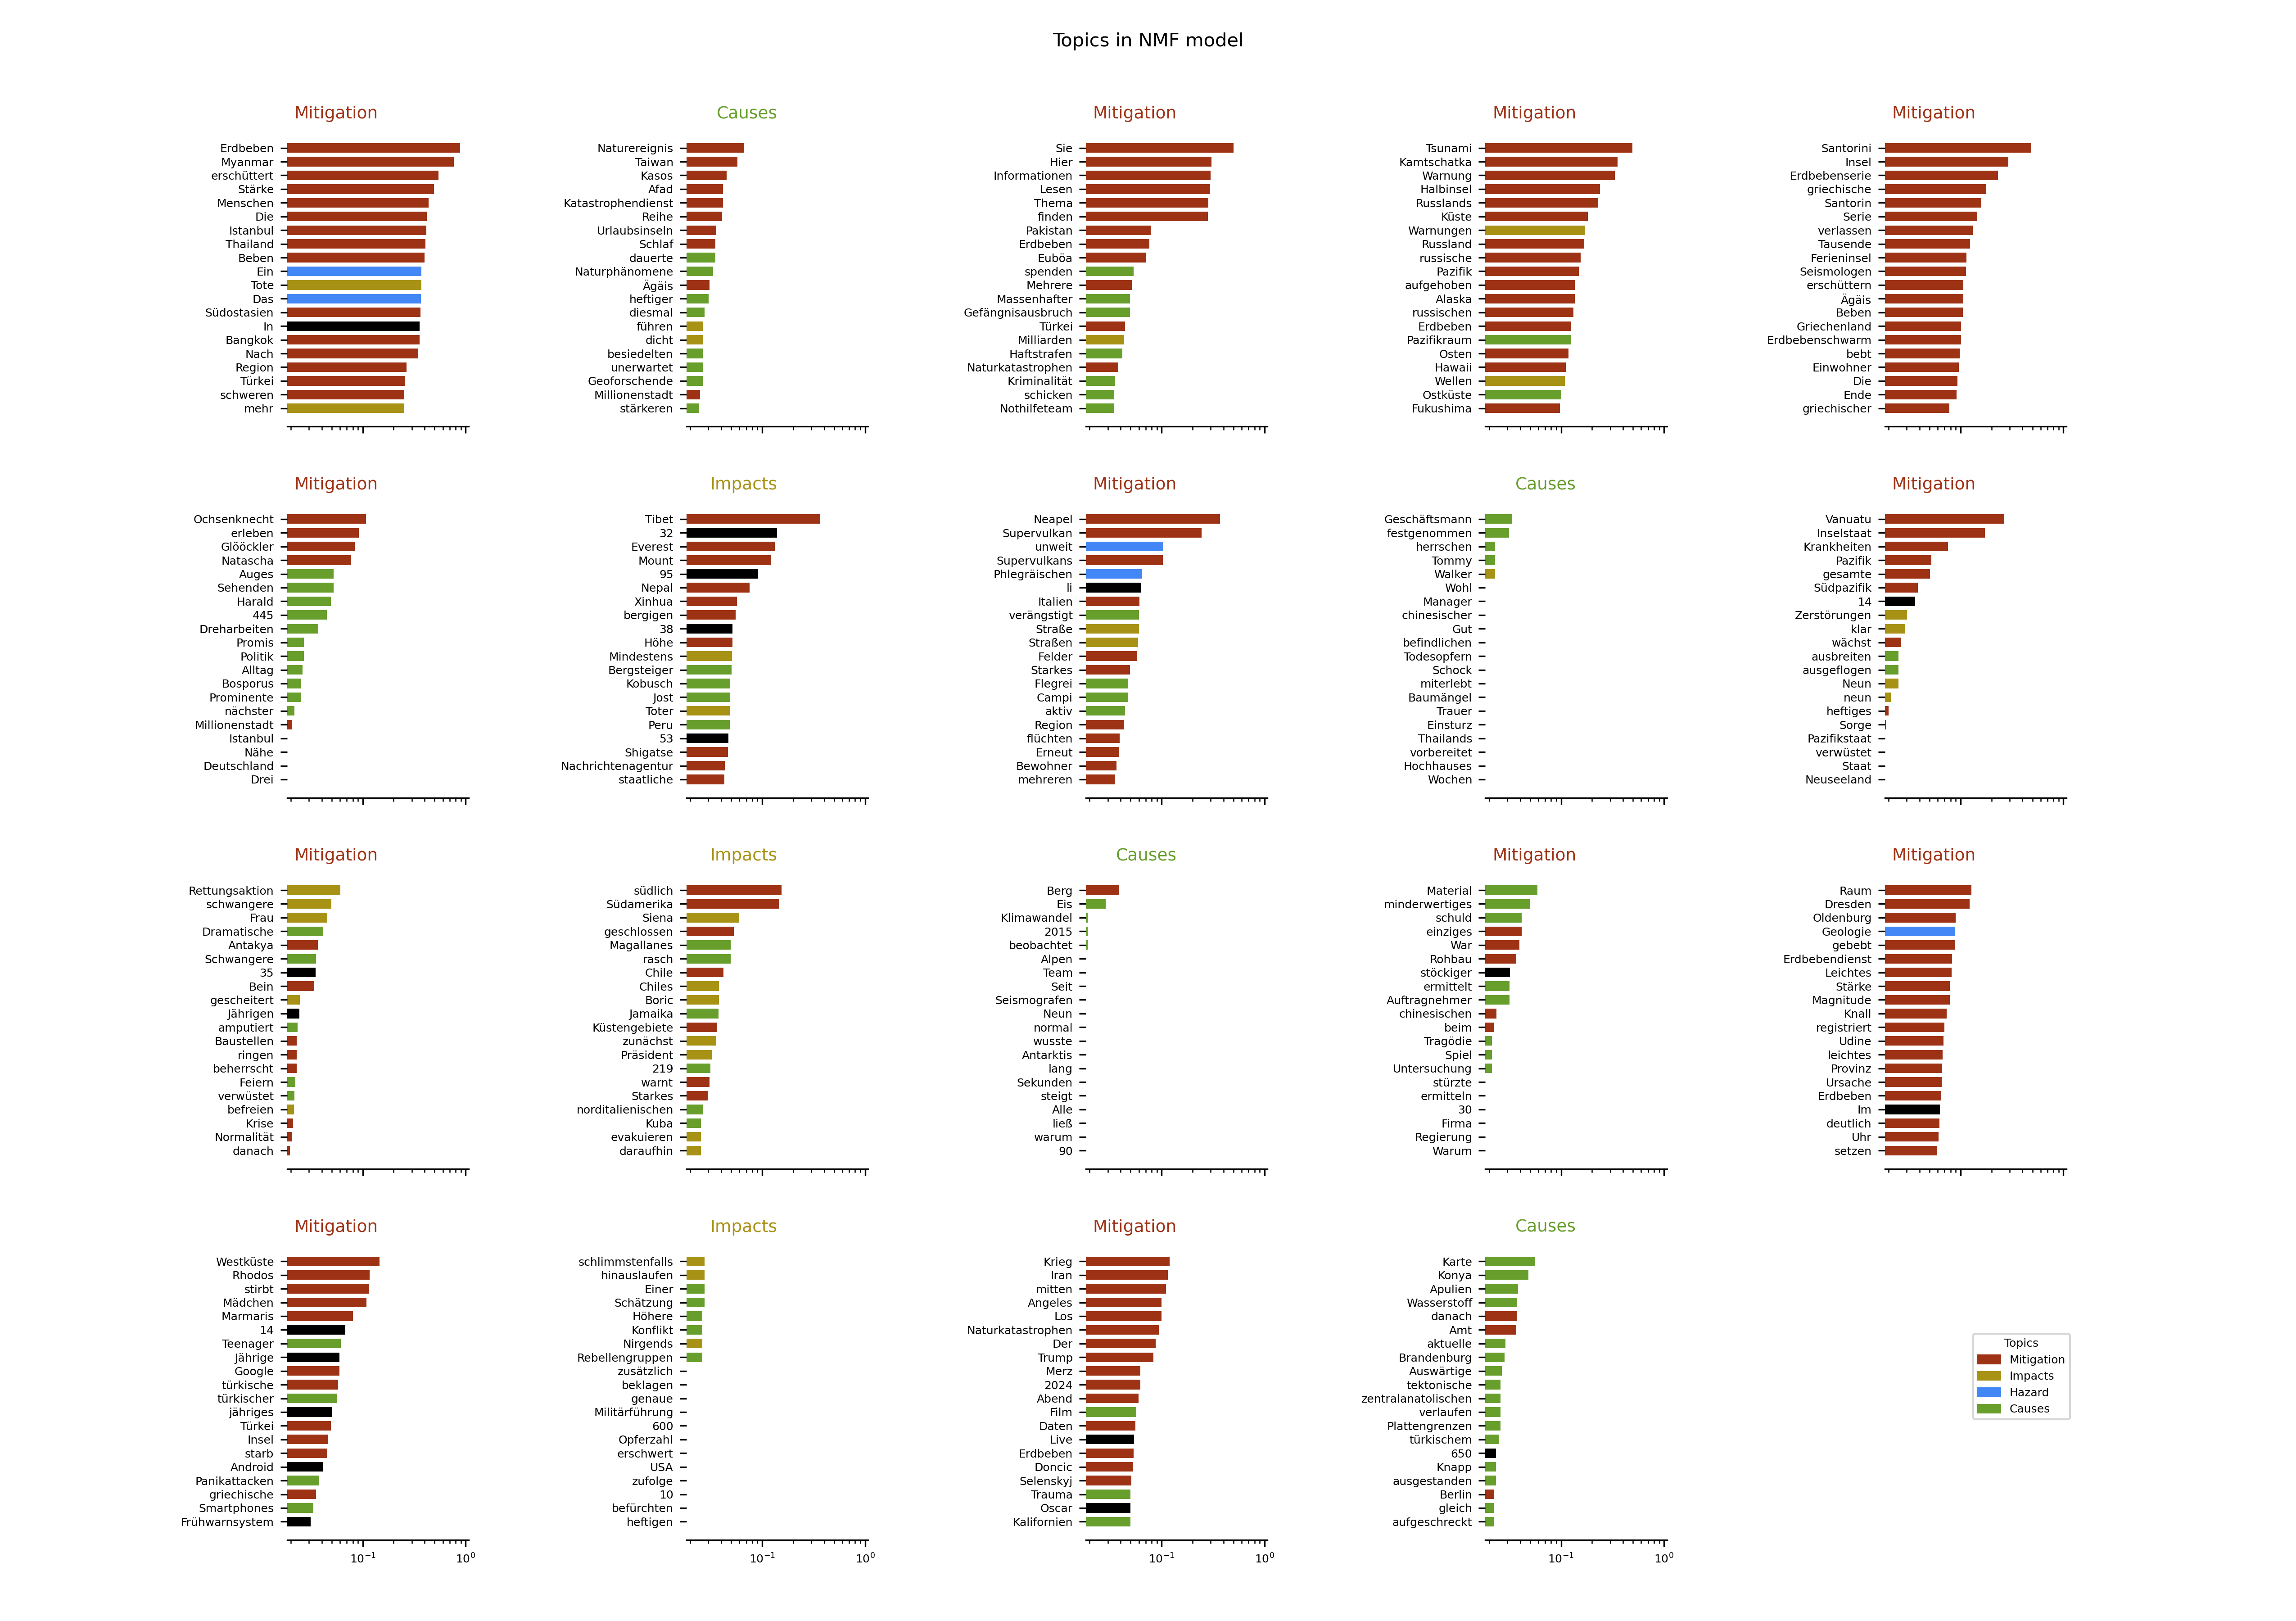 Topics in NMF model
Mitigation
Erdbeben
Myanmar
erschüttert
Stärke
Menschen
Die
Istanbul
Thailand
Beben
Ein
Tote
Das
Südostasien
In
Bangkok
Nach
Region
Türkei
schweren
mehr
Causes
Naturereignis
Taiwan
Kasos
Afad
Katastrophendienst
Reihe
Urlaubsinseln
Schlaf
dauerte
Naturphänomene
Ägäis
heftiger
diesmal
führen
dicht
besiedelten
unerwartet
Geoforschende
Millionenstadt
stärkeren
Mitigation
Sie
Hier
Informationen
Lesen
Thema
finden
Pakistan
Erdbeben
Euböa
spenden
Mehrere
Massenhafter
Gefängnisausbruch
Türkei
Milliarden
Haftstrafen
Naturkatastrophen
Kriminalität
schicken
Nothilfeteam
Mitigation
Tsunami
Kamtschatka
Warnung
Halbinsel
Russlands
Küste
Warnungen
Russland
russische
Pazifik
aufgehoben
Alaska
russischen
Erdbeben
Pazifikraum
Osten
Hawaii
Wellen
Ostküste
Fukushima
Mitigation
Santorini
Insel
Erdbebenserie
griechische
Santorin
Serie
verlassen
Tausende
Ferieninsel
Seismologen
erschüttern
Ägäis
Beben
Griechenland
Erdbebenschwarm
bebt
Einwohner
Die
Ende
griechischer
Mitigation
Ochsenknecht
erleben
Glööckler
Natascha
Auges
Sehenden
Harald
445
Dreharbeiten
Promis
Politik
Alltag
Bosporus
Prominente
nächster
Millionenstadt
Istanbul
Nähe
Deutschland
Drei
Impacts
Tibet
32
Everest
Mount
95
Nepal
Xinhua
bergigen
38
Höhe
Mindestens
Bergsteiger
Kobusch
Jost
Toter
Peru
53
Shigatse
Nachrichtenagentur
staatliche
Mitigation
Neapel
Supervulkan
unweit
Supervulkans
Phlegräischen
li
Italien
verängstigt
Straße
Straßen
Felder
Starkes
Flegrei
Campi
aktiv
Region
flüchten
Erneut
Bewohner
mehreren
Causes
Geschäftsmann
festgenommen
herrschen
Tommy
Walker
Wohl
Manager
chinesischer
Gut
befindlichen
Todesopfern
Schock
miterlebt
Baumängel
Trauer
Einsturz
Thailands
vorbereitet
Hochhauses
Wochen
Mitigation
Vanuatu
Inselstaat
Krankheiten
Pazifik
gesamte
Südpazifik
14
Zerstörungen
klar
wächst
ausbreiten
ausgeflogen
Neun
neun
heftiges
Sorge
Pazifikstaat
verwüstet
Staat
Neuseeland
Mitigation
Rettungsaktion
schwangere
Frau
Dramatische
Antakya
Schwangere
35
Bein
gescheitert
Jährigen
amputiert
Baustellen
ringen
beherrscht
Feiern
verwüstet
befreien
Krise
Normalität
danach
Impacts
südlich
Südamerika
Siena
geschlossen
Magallanes
rasch
Chile
Chiles
Boric
Jamaika
Küstengebiete
zunächst
Präsident
219
warnt
Starkes
norditalienischen
Kuba
evakuieren
daraufhin
Causes
Berg
Eis
Klimawandel
2015
beobachtet
Alpen
Team
Seit
Seismografen
Neun
normal
wusste
Antarktis
lang
Sekunden
steigt
Alle
ließ
warum
90
Mitigation
Material
minderwertiges
schuld
einziges
War
Rohbau
stöckiger
ermittelt
Auftragnehmer
chinesischen
beim
Tragödie
Spiel
Untersuchung
stürzte
ermitteln
30
Firma
Regierung
Warum
Mitigation
Raum
Dresden
Oldenburg
Geologie
gebebt
Erdbebendienst
Leichtes
Stärke
Magnitude
Knall
registriert
Udine
leichtes
Provinz
Ursache
Erdbeben
Im
deutlich
Uhr
setzen
Mitigation
Westküste
Rhodos
stirbt
Mädchen
Marmaris
14
Teenager
Jährige
Google
türkische
türkischer
jähriges
Türkei
Insel
starb
Android
Panikattacken
griechische
Smartphones
Frühwarnsystem
10⁻¹ 10⁰
Impacts
schlimmstenfalls
hinauslaufen
Einer
Schätzung
Höhere
Konflikt
Nirgends
Rebellengruppen
zusätzlich
beklagen
genaue
Militärführung
600
Opferzahl
erschwert
USA
zufolge
10
befürchten
heftigen
10⁻¹ 10⁰
Mitigation
Krieg
Iran
mitten
Angeles
Los
Naturkatastrophen
Der
Trump
Merz
2024
Abend
Film
Daten
Live
Erdbeben
Doncic
Selenskyj
Trauma
Oscar
Kalifornien
10⁻¹ 10⁰
Causes
Karte
Konya
Apulien
Wasserstoff
danach
Amt
aktuelle
Brandenburg
Auswärtige
tektonische
zentralanatolischen
verlaufen
Plattengrenzen
türkischem
650
Knapp
ausgestanden
Berlin
gleich
aufgeschreckt
10⁻¹ 10⁰
Topics
Mitigation
Impacts
Hazard
Causes